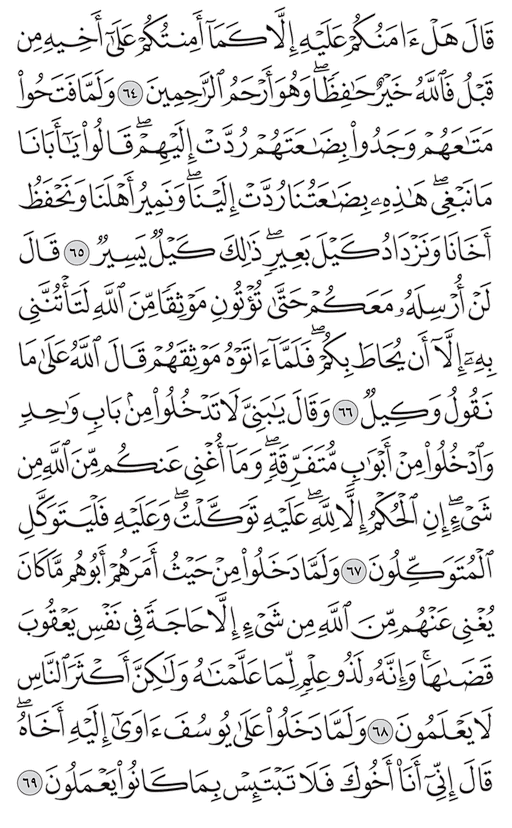 قَالَ هَلْ ءَامَنُكُمْ عَلَيْهِ إِلَّا كَمَآ أَمِنتُكُمْ عَلَىٰٓ أَخِيهِ مِن
قَبْلُ فَٱللَّهُ خَيْرٌ حَٰفِظًا ۖ وَهُوَ أَرْحَمُ ٱلرَّٰحِمِينَ ٦٤ وَلَمَّا فَتَحُوا۟
مَتَٰعَهُمْ وَجَدُوا۟ بِضَٰعَتَهُمْ رُدَّتْ إِلَيْهِمْ ۖ قَالُوا۟ يَٰٓأَبَانَا
مَا نَبْغِى ۖ هَٰذِهِۦ بِضَٰعَتُنَا رُدَّتْ إِلَيْنَا ۖ وَنَمِيرُ أَهْلَنَا وَنَحْفَظُ
أَخَانَا وَنَزْدَادُ كَيْلَ بَعِيرٍ ۖ ذَٰلِكَ كَيْلٌ يَسِيرٌ ٦٥ قَالَ
لَنْ أُرْسِلَهُۥ مَعَكُمْ حَتَّىٰ تُؤْتُونِ مَوْثِقًا مِّنَ ٱللَّهِ لَتَأْتُنَّنِى
بِهِۦٓ إِلَّآ أَن يُحَاطَ بِكُمْ ۖ فَلَمَّآ ءَاتَوْهُ مَوْثِقَهُمْ قَالَ ٱللَّهُ عَلَىٰ مَا
نَقُولُ وَكِيلٌ ٦٦ وَقَالَ يَٰبَنِىَّ لَا تَدْخُلُوا۟ مِنۢ بَابٍ وَٰحِدٍ
وَٱدْخُلُوا۟ مِنْ أَبْوَٰبٍ مُّتَفَرِّقَةٍ ۖ وَمَآ أُغْنِى عَنكُم مِّنَ ٱللَّهِ مِن
شَىْءٍ ۖ إِنِ ٱلْحُكْمُ إِلَّا لِلَّهِ ۖ عَلَيْهِ تَوَكَّلْتُ ۖ وَعَلَيْهِ فَلْيَتَوَكَّلِ
ٱلْمُتَوَكِّلُونَ ٦٧ وَلَمَّا دَخَلُوا۟ مِنْ حَيْثُ أَمَرَهُمْ أَبُوهُم مَّا كَانَ
يُغْنِى عَنْهُم مِّنَ ٱللَّهِ مِن شَىْءٍ إِلَّا حَاجَةً فِى نَفْسِ يَعْقُوبَ
قَضَىٰهَا ۚ وَإِنَّهُۥ لَذُو عِلْمٍ لِّمَا عَلَّمْنَٰهُ وَلَٰكِنَّ أَكْثَرَ ٱلنَّاسِ
لَا يَعْلَمُونَ ٦٨ وَلَمَّا دَخَلُوا۟ عَلَىٰ يُوسُفَ ءَاوَىٰٓ إِلَيْهِ أَخَاهُ ۖ
قَالَ إِنِّىٓ أَنَا۠ أَخُوكَ فَلَا تَبْتَئِسْ بِمَا كَانُوا۟ يَعْمَلُونَ ٦٩